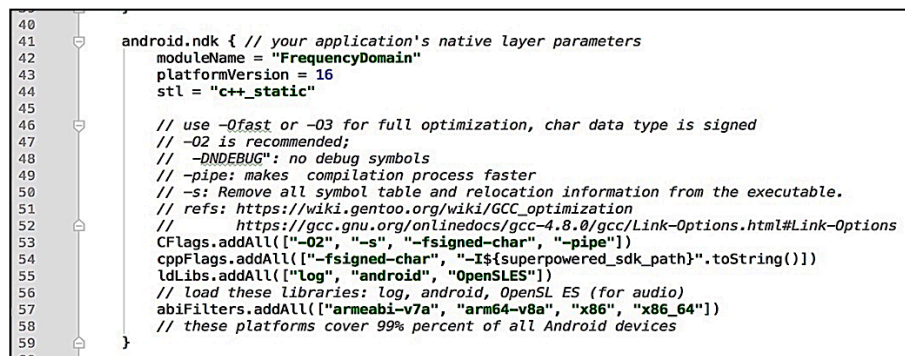 40
41 android.ndk { // your application's native layer parameters
42 moduleName = "FrequencyDomain"
43 platformVersion = 16
44 stl = "c++_static"
45
46 // use -Ofast or -O3 for full optimization, char data type is signed
47 // -O2 is recommended;
48 // -DNDEBUG": no debug symbols
49 // -pipe: makes compilation process faster
50 // -s: Remove all symbol table and relocation information from the executable.
51 // refs: https://wiki.gentoo.org/wiki/GCC_optimization
52 // https://gcc.gnu.org/onlinedocs/gcc-4.8.0/gcc/Link-Options.html#Link-Options
53 CFlags.addAll(["-O2", "-s", "-fsigned-char", "-pipe"])
54 cppFlags.addAll(["-fsigned-char", "-I${superpowered_sdk_path}".toString()])
55 ldLibs.addAll(["log", "android", "OpenSLES"])
56 // load these libraries: log, android, OpenSL ES (for audio)
57 abiFilters.addAll(["armeabi-v7a", "arm64-v8a", "x86", "x86_64"])
58 // these platforms cover 99% percent of all Android devices
59 }